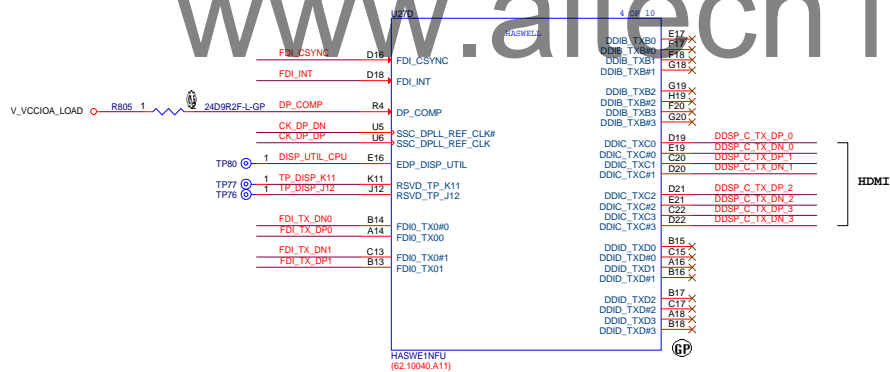 www.aitech1
U27D
4 OF 10
HASWELL
FDI_CSYNC D16 FDI_CSYNC
FDI_INT D18 FDI_INT
V_VCCIOA_LOAD R805 1 2 24D9R2F-L-GP DP_COMP R4 DP_COMP
CK_DP_DN U5 SSC_DPLL_REF_CLK#
CK_DP_DP U6 SSC_DPLL_REF_CLK
TP80 1 DISP_UTIL_CPU E16 EDP_DISP_UTIL
TP77 1 TP_DISP_K11 K11 RSVD_TP_K11
TP76 1 TP_DISP_J12 J12 RSVD_TP_J12
FDI_TX_DN0 B14 FDI0_TX0#0
FDI_TX_DP0 A14 FDI0_TX00
FDI_TX_DN1 C13 FDI0_TX0#1
FDI_TX_DP1 B13 FDI0_TX01
DDIB_TXB0 E17
DDIB_TXB#0 F17
DDIB_TXB1 F18
DDIB_TXB#1 G18
DDIB_TXB2 G19
DDIB_TXB#2 H19
DDIB_TXB3 F20
DDIB_TXB#3 G20
DDIC_TXC0 D19 DDSP_C_TX_DP_0
DDIC_TXC#0 E19 DDSP_C_TX_DN_0
DDIC_TXC1 C20 DDSP_C_TX_DP_1
DDIC_TXC#1 D20 DDSP_C_TX_DN_1
DDIC_TXC2 D21 DDSP_C_TX_DP_2
DDIC_TXC#2 E21 DDSP_C_TX_DN_2
DDIC_TXC3 C22 DDSP_C_TX_DP_3
DDIC_TXC#3 D22 DDSP_C_TX_DN_3
HDMI
DDID_TXD0 B15
DDID_TXD#0 C15
DDID_TXD1 A16
DDID_TXD#1 B16
DDID_TXD2 B17
DDID_TXD#2 C17
DDID_TXD3 A18
DDID_TXD#3 B18
GP
HASWE1NFU
(62.10040.A11)